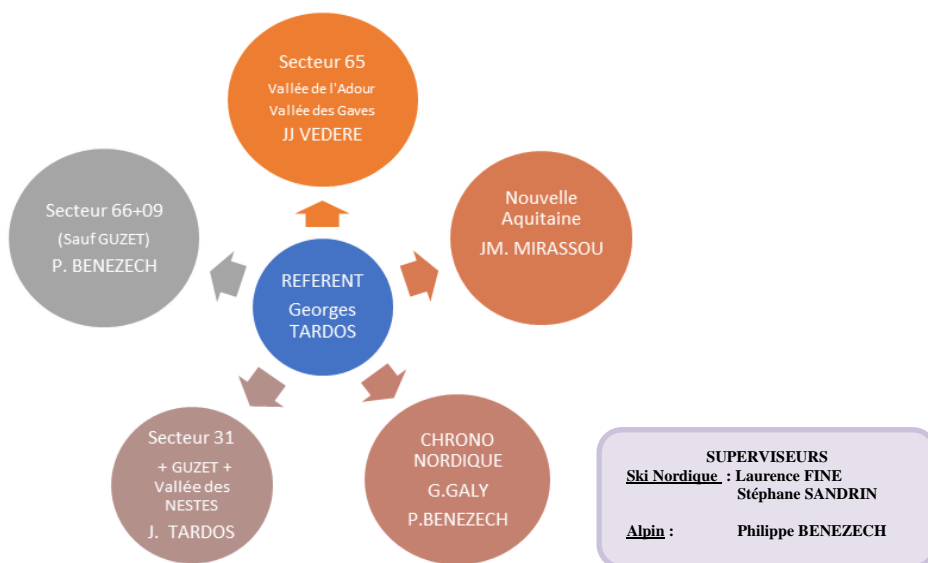 Secteur 65
Vallée de l'Adour
Vallée des Gaves
JJ VEDERE
Secteur 66+09
(Sauf GUZET)
P. BENEZECH
Nouvelle
Aquitaine
JM. MIRASSOU
REFERENT
Georges
TARDOS
Secteur 31
+ GUZET +
Vallée des
NESTES
J. TARDOS
CHRONO
NORDIQUE
G.GALY
P.BENEZECH
SUPERVISEURS
Ski Nordique : Laurence FINE
Stéphane SANDRIN
Alpin : Philippe BENEZECH